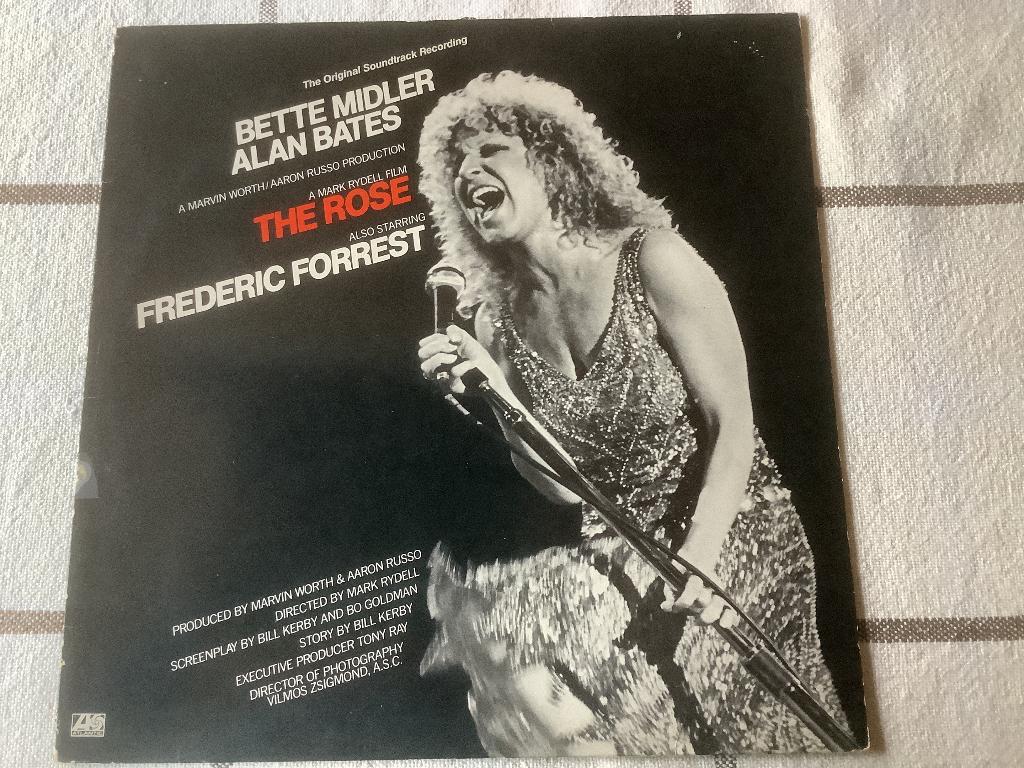 The Original Soundtrack Recording
BETTE MIDLER
ALAN BATES
A MARVIN WORTH/AARON RUSSO PRODUCTION
A MARK RYDELL FILM
THE ROSE
ALSO STARRING
FREDERIC FORREST
PRODUCED BY MARVIN WORTH & AARON RUSSO
DIRECTED BY MARK RYDELL
SCREENPLAY BY BILL KERBY AND BO GOLDMAN
STORY BY BILL KERBY
EXECUTIVE PRODUCER TONY RAY
DIRECTOR OF PHOTOGRAPHY
VILMOS ZSIGMOND, A.S.C.
ATLANTIC